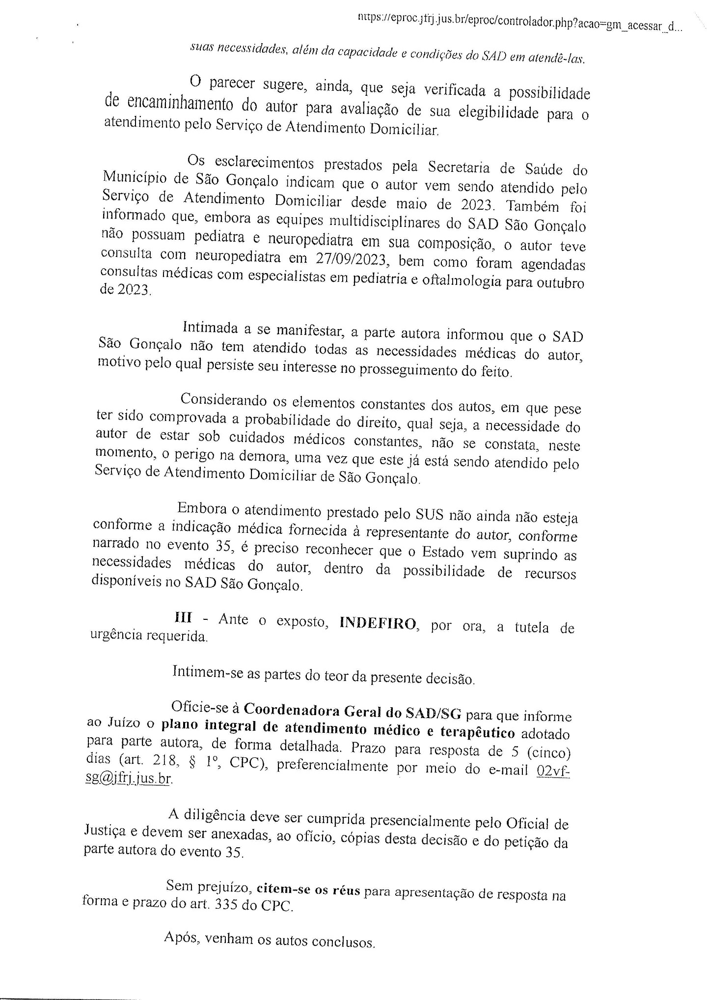 https://eproc.jfrj.jus.br/eproc/controlador.php?acao=gm_acessar_d...
suas necessidades, além da capacidade e condições do SAD em atendê-las.
O parecer sugere, ainda, que seja verificada a possibilidade
de encaminhamento do autor para avaliação de sua elegibilidade para o
atendimento pelo Serviço de Atendimento Domiciliar.
Os esclarecimentos prestados pela Secretaria de Saúde do
Município de São Gonçalo indicam que o autor vem sendo atendido pelo
Serviço de Atendimento Domiciliar desde maio de 2023. Também foi
informado que, embora as equipes multidisciplinares do SAD São Gonçalo
não possuam pediatra e neuropediatra em sua composição, o autor teve
consulta com neuropediatra em 27/09/2023, bem como foram agendadas
consultas médicas com especialistas em pediatria e oftalmologia para outubro
de 2023.
Intimada a se manifestar, a parte autora informou que o SAD
São Gonçalo não tem atendido todas as necessidades médicas do autor,
motivo pelo qual persiste seu interesse no prosseguimento do feito.
Considerando os elementos constantes dos autos, em que pese
ter sido comprovada a probabilidade do direito, qual seja, a necessidade do
autor de estar sob cuidados médicos constantes, não se constata, neste
momento, o perigo na demora, uma vez que este já está sendo atendido pelo
Serviço de Atendimento Domiciliar de São Gonçalo.
Embora o atendimento prestado pelo SUS não ainda não esteja
conforme a indicação médica fornecida à representante do autor, conforme
narrado no evento 35, é preciso reconhecer que o Estado vem suprindo as
necessidades médicas do autor, dentro da possibilidade de recursos
disponíveis no SAD São Gonçalo.
III - Ante o exposto, INDEFIRO, por ora, a tutela de
urgência requerida.
Intimem-se as partes do teor da presente decisão.
Oficie-se à Coordenadora Geral do SAD/SG para que informe
ao Juízo o plano integral de atendimento médico e terapêutico adotado
para parte autora, de forma detalhada. Prazo para resposta de 5 (cinco)
dias (art. 218, § 1º, CPC), preferencialmente por meio do e-mail 02vf-
sg@jfrj.jus.br.
A diligência deve ser cumprida presencialmente pelo Oficial de
Justiça e devem ser anexadas, ao ofício, cópias desta decisão e do petição da
parte autora do evento 35.
Sem prejuízo, citem-se os réus para apresentação de resposta na
forma e prazo do art. 335 do CPC.
Após, venham os autos conclusos.